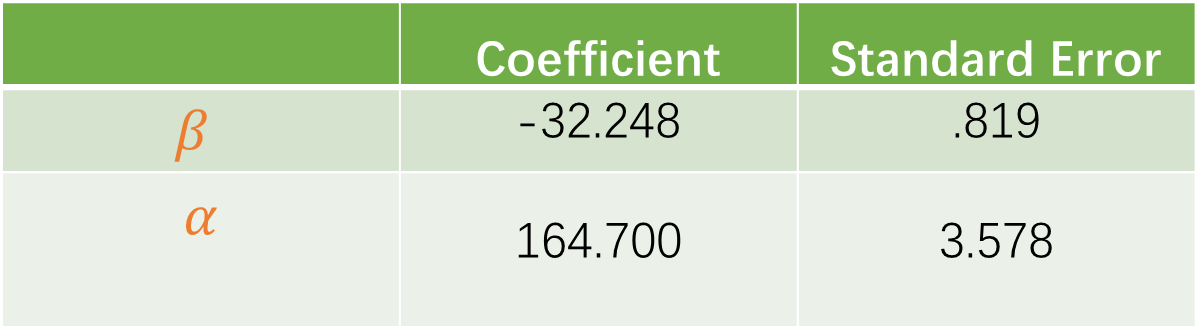 Coefficient Standard Error
β -32.248 .819
α 164.700 3.578